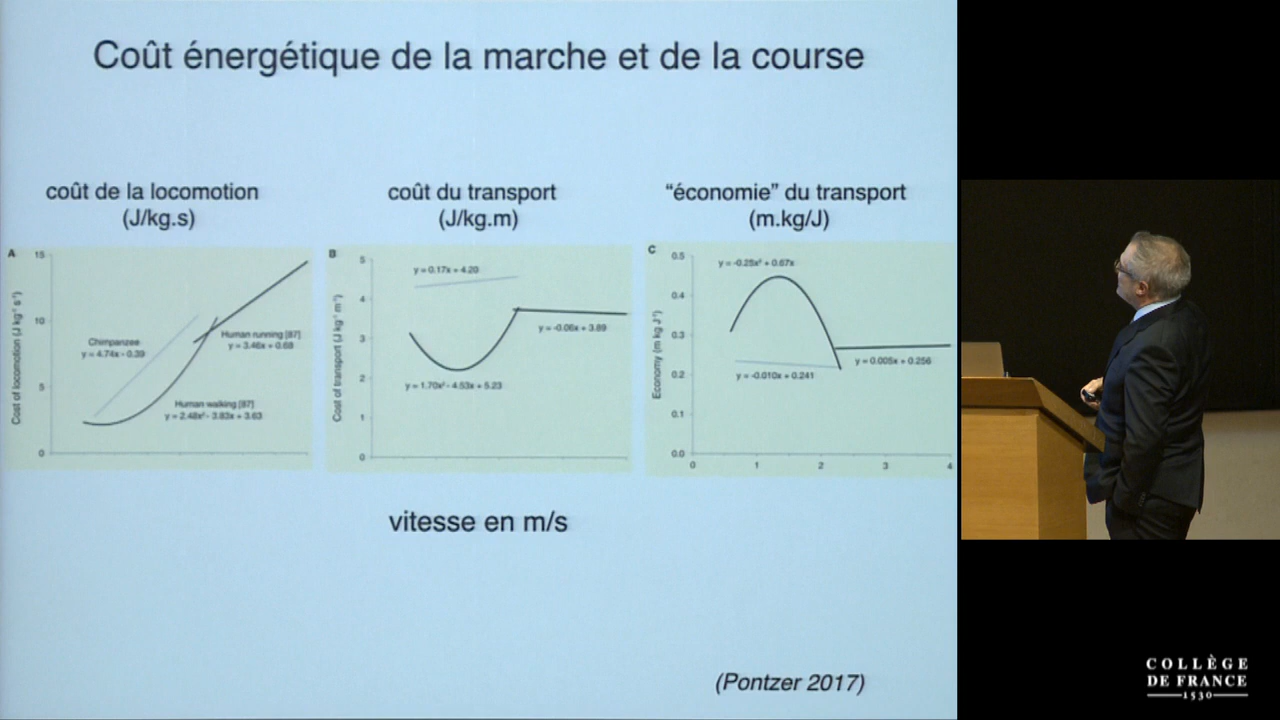 Coût énergétique de la marche et de la course
coût de la locomotion
(J/kg.s)
coût du transport
(J/kg.m)
“économie” du transport
(m.kg/J)
A
15
10
5
0
Cost of locomotion (J kg⁻¹ s⁻¹)
Chimpanzee
y = 4.74x - 0.39
Human running [87]
y = 3.46x + 0.68
Human walking [87]
y = 2.48x² - 3.83x + 3.63
B
5
4
3
2
1
0
Cost of transport (J kg⁻¹ m⁻¹)
y = 0.17x + 4.20
y = -0.06x + 3.89
y = 1.70x² - 4.53x + 5.23
C
0.5
0.4
0.3
0.2
0.1
0.0
Economy (m kg J⁻¹)
y = -0.25x² + 0.67x
y = 0.005x + 0.256
y = -0.010x + 0.241
0 1 2 3 4
vitesse en m/s
(Pontzer 2017)
COLLÈGE
DE FRANCE
1530